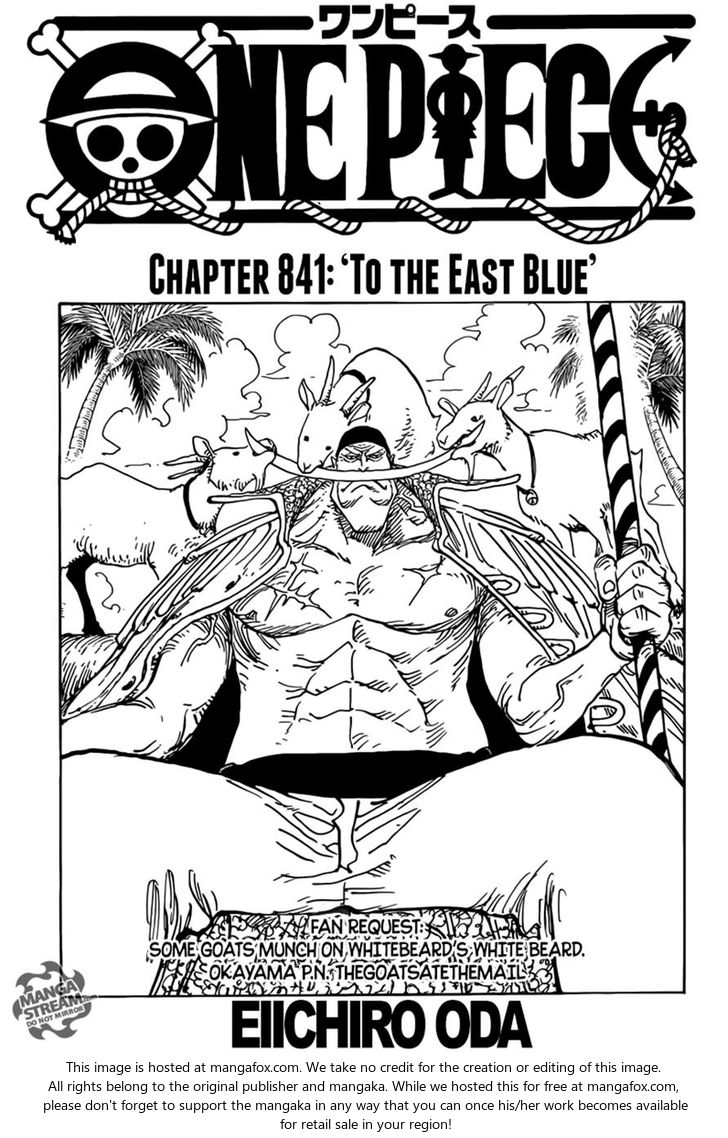 ワンピース
ONE PIECE
CHAPTER 841: ‘TO THE EAST BLUE’
FAN REQUEST:
SOME GOATS MUNCH ON WHITEBEARD'S WHITE BEARD.
OKAYAMA P.N. THEGOATSATETHEMAIL
MANGA
STREAM.com
DO NOT MIRROR
EIICHIRO ODA
This image is hosted at mangafox.com. We take no credit for the creation or editing of this image.
All rights belong to the original publisher and mangaka. While we hosted this for free at mangafox.com,
please don't forget to support the mangaka in any way that you can once his/her work becomes available
for retail sale in your region!